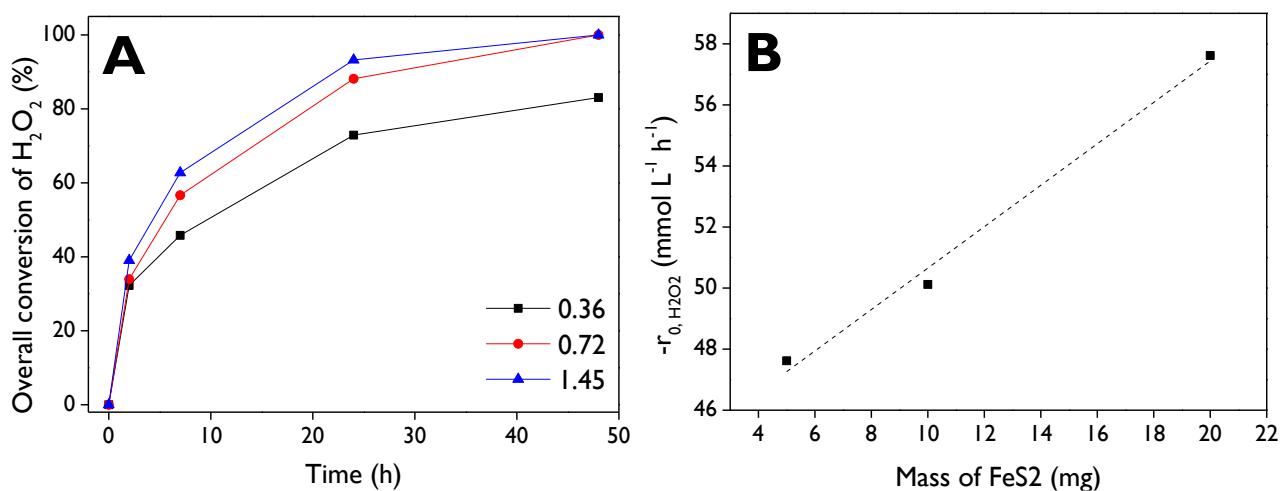 A
Overall conversion of H₂O₂ (%)
100
80
60
40
20
0
0.36
0.72
1.45
0 10 20 30 40 50
Time (h)
B
-r₀, H2O2 (mmol L⁻¹ h⁻¹)
58
56
54
52
50
48
46
4 6 8 10 12 14 16 18 20 22
Mass of FeS2 (mg)